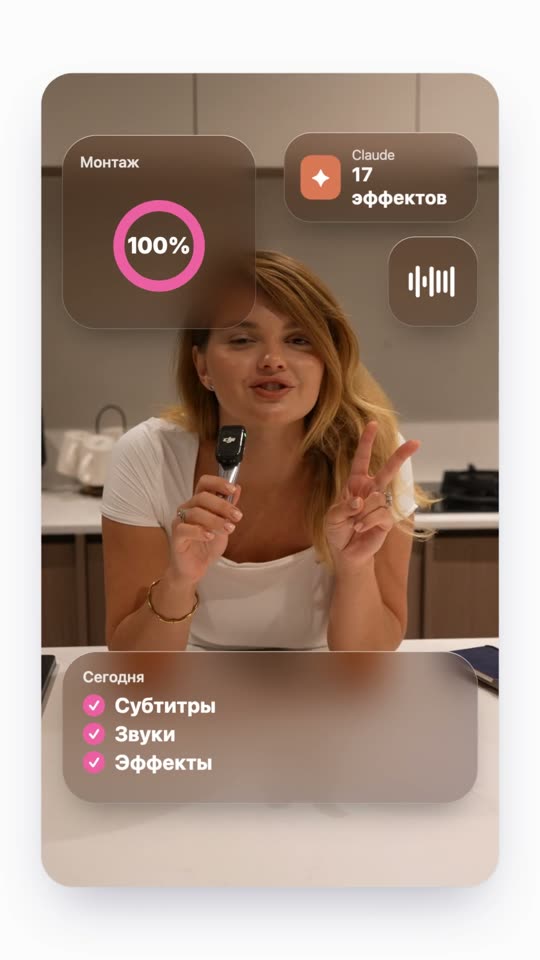 Монтаж
100%
Claude
17
эффектов
Сегодня
Субтитры
Звуки
Эффекты